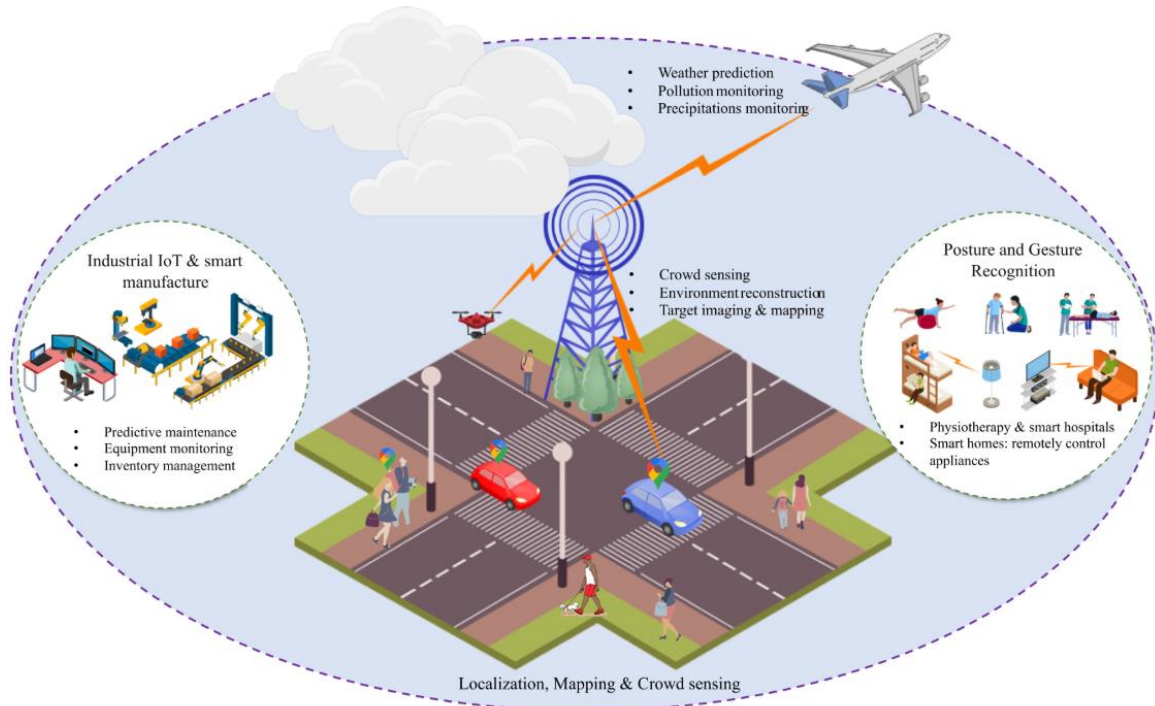 • Weather prediction
• Pollution monitoring
• Precipitations monitoring
Industrial IoT & smart
manufacture
• Predictive maintenance
• Equipment monitoring
• Inventory management
• Crowd sensing
• Environment reconstruction
• Target imaging & mapping
Posture and Gesture
Recognition
• Physiotherapy & smart hospitals
• Smart homes: remotely control
appliances
Localization, Mapping & Crowd sensing